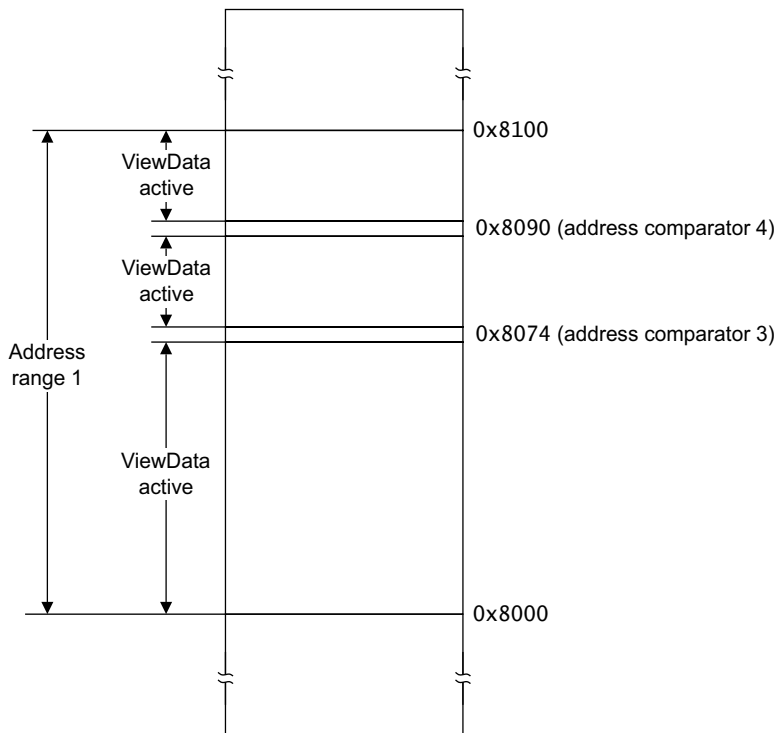 0x8100
ViewData
active
0x8090 (address comparator 4)
ViewData
active
0x8074 (address comparator 3)
Address
range 1
ViewData
active
0x8000